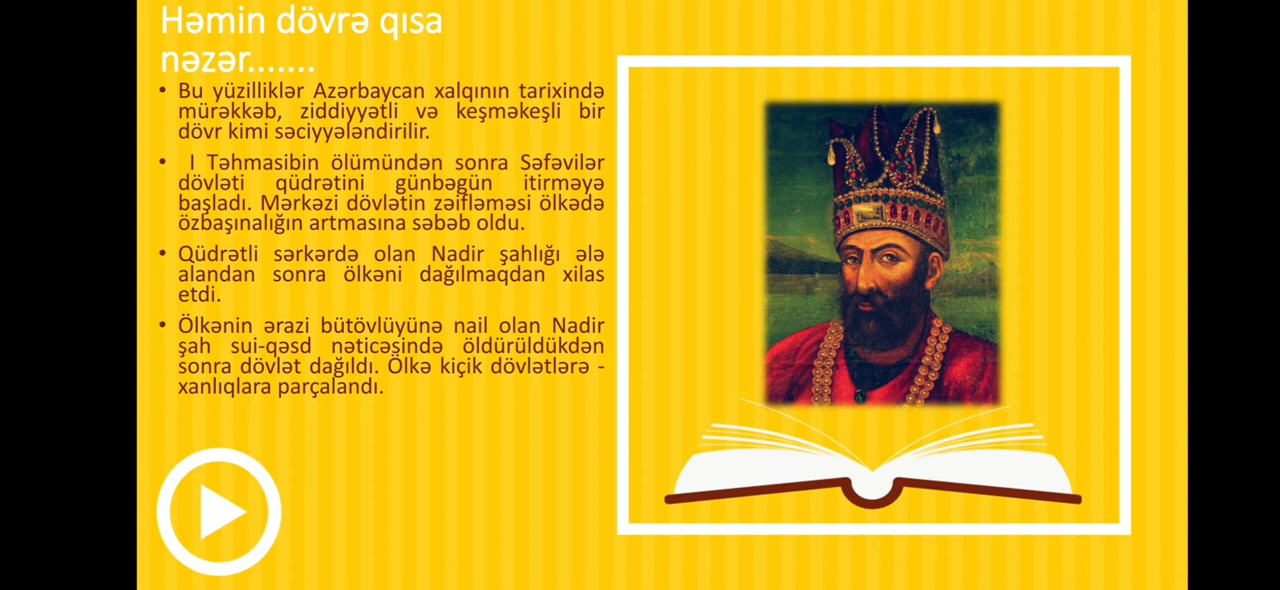 Həmin dövrə qısa
nəzər.......
• Bu yüzilliklər Azərbaycan xalqının tarixində
mürəkkəb, ziddiyyətli və keşməkeşli bir
dövr kimi səciyyələndirilir.
• I Təhmasibin ölümündən sonra Səfəvilər
dövləti qüdrətini günbəgün itirməyə
başladı. Mərkəzi dövlətin zəifləməsi ölkədə
özbaşınalığın artmasına səbəb oldu.
• Qüdrətli sərkərdə olan Nadir şahlığı ələ
alandan sonra ölkəni dağılmaqdan xilas
etdi.
• Ölkənin ərazi bütövlüyünə nail olan Nadir
şah sui-qəsd nəticəsində öldürüldükdən
sonra dövlət dağıldı. Ölkə kiçik dövlətlərə -
xanlıqlara parçalandı.